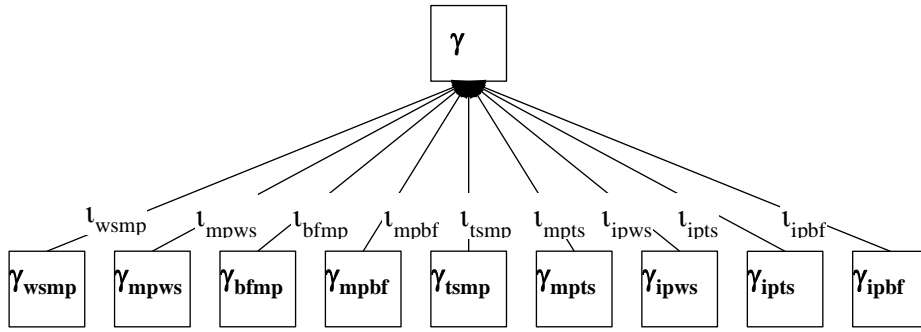 γ
ι_wsmp ι_mpws ι_bfmp ι_mpbf ι_tsmp ι_mpts ι_ipws ι_ipts ι_ipbf
γ_wsmp γ_mpws γ_bfmp γ_mpbf γ_tsmp γ_mpts γ_ipws γ_ipts γ_ipbf